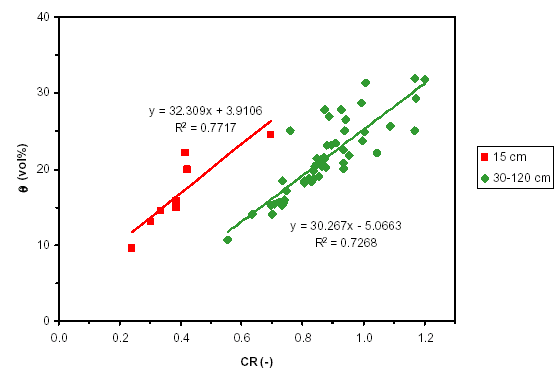 40
30
20
10
0
θ (vol%)
y = 32.309x + 3.9106
R² = 0.7717
y = 30.267x - 5.0663
R² = 0.7268
15 cm
30-120 cm
0.0 0.2 0.4 0.6 0.8 1.0 1.2
CR (-)